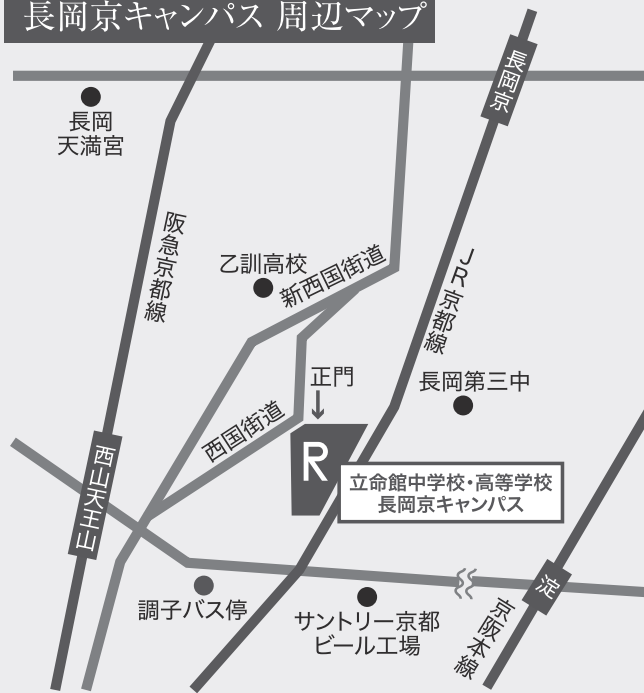 長岡京キャンパス 周辺マップ
長岡京
長岡
天満宮
阪急京都線
乙訓高校
新西国街道
JR京都線
正門
↓
長岡第三中
西国街道
R
西山天王山
立命館中学校・高等学校
長岡京キャンパス
調子バス停
サントリー京都
ビール工場
淀
京阪本線